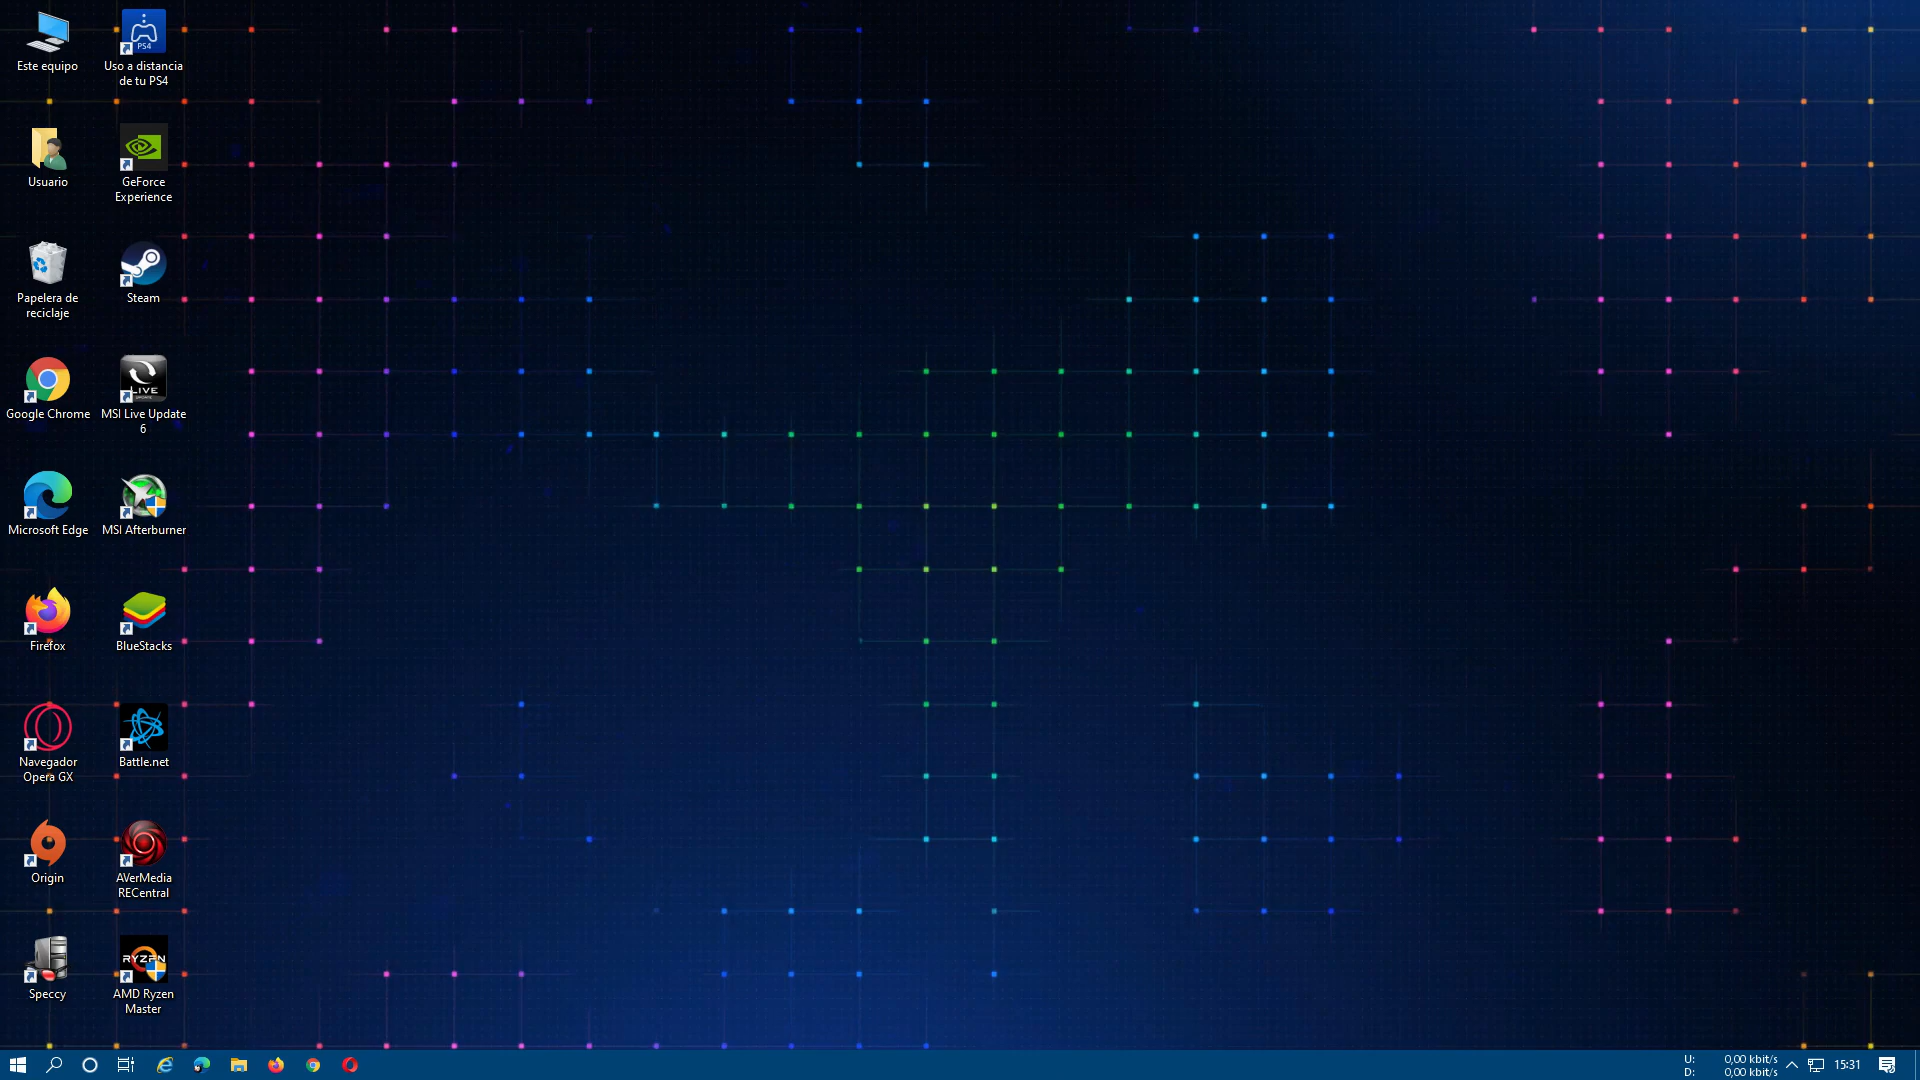 Este equipo
PS4
Uso a distancia
de tu PS4
Usuario
GeForce
Experience
Papelera de
reciclaje
Steam
Google Chrome
LIVE
UPDATE
MSI Live Update
6
Microsoft Edge
MSI Afterburner
Firefox
BlueStacks
Navegador
Opera GX
Battle.net
Origin
AVerMedia
RECentral
Speccy
RYZEN
AMD Ryzen
Master
U: 0,00 kbit/s
D: 0,00 kbit/s
15:31